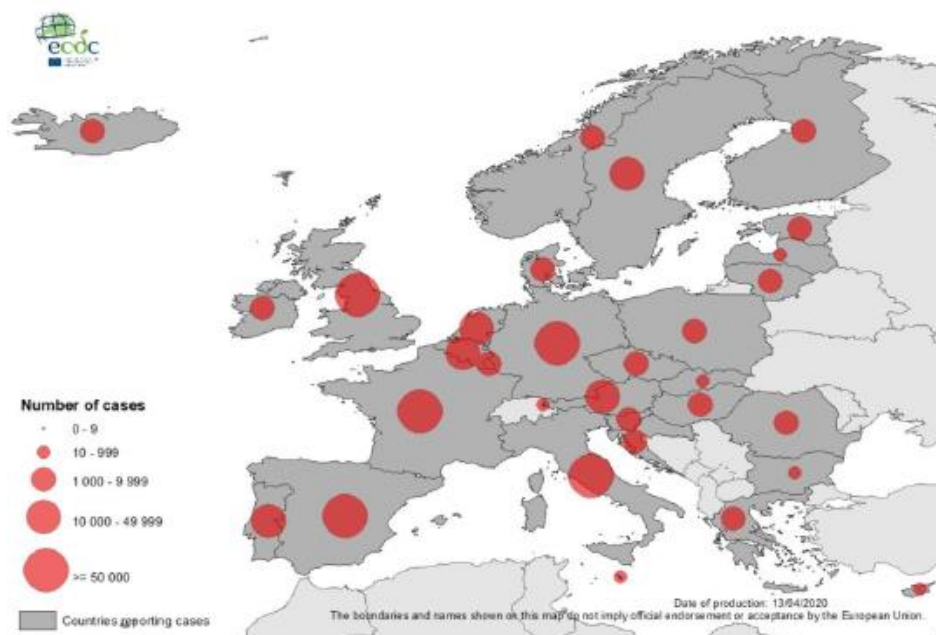 ecdc
Number of cases
0 - 9
10 - 999
1 000 - 9 999
10 000 - 49 999
>= 50 000
Countries reporting cases
Date of production: 13/04/2020
The boundaries and names shown on this map do not imply official endorsement or acceptance by the European Union.